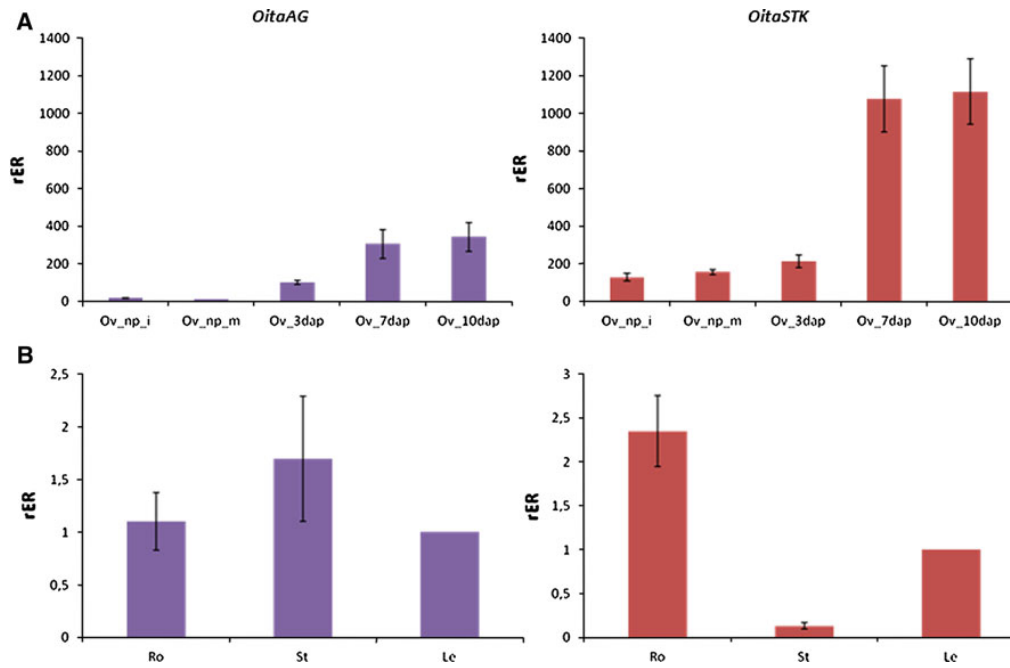 A
OitaAG
OitaSTK
1400
1200
1000
800
600
400
200
0
rER
Ov_np_i Ov_np_m Ov_3dap Ov_7dap Ov_10dap
1400
1200
1000
800
600
400
200
0
rER
Ov_np_i Ov_np_m Ov_3dap Ov_7dap Ov_10dap
B
2,5
2
1,5
1
0,5
0
rER
Ro St Le
3
2,5
2
1,5
1
0,5
0
rER
Ro St Le